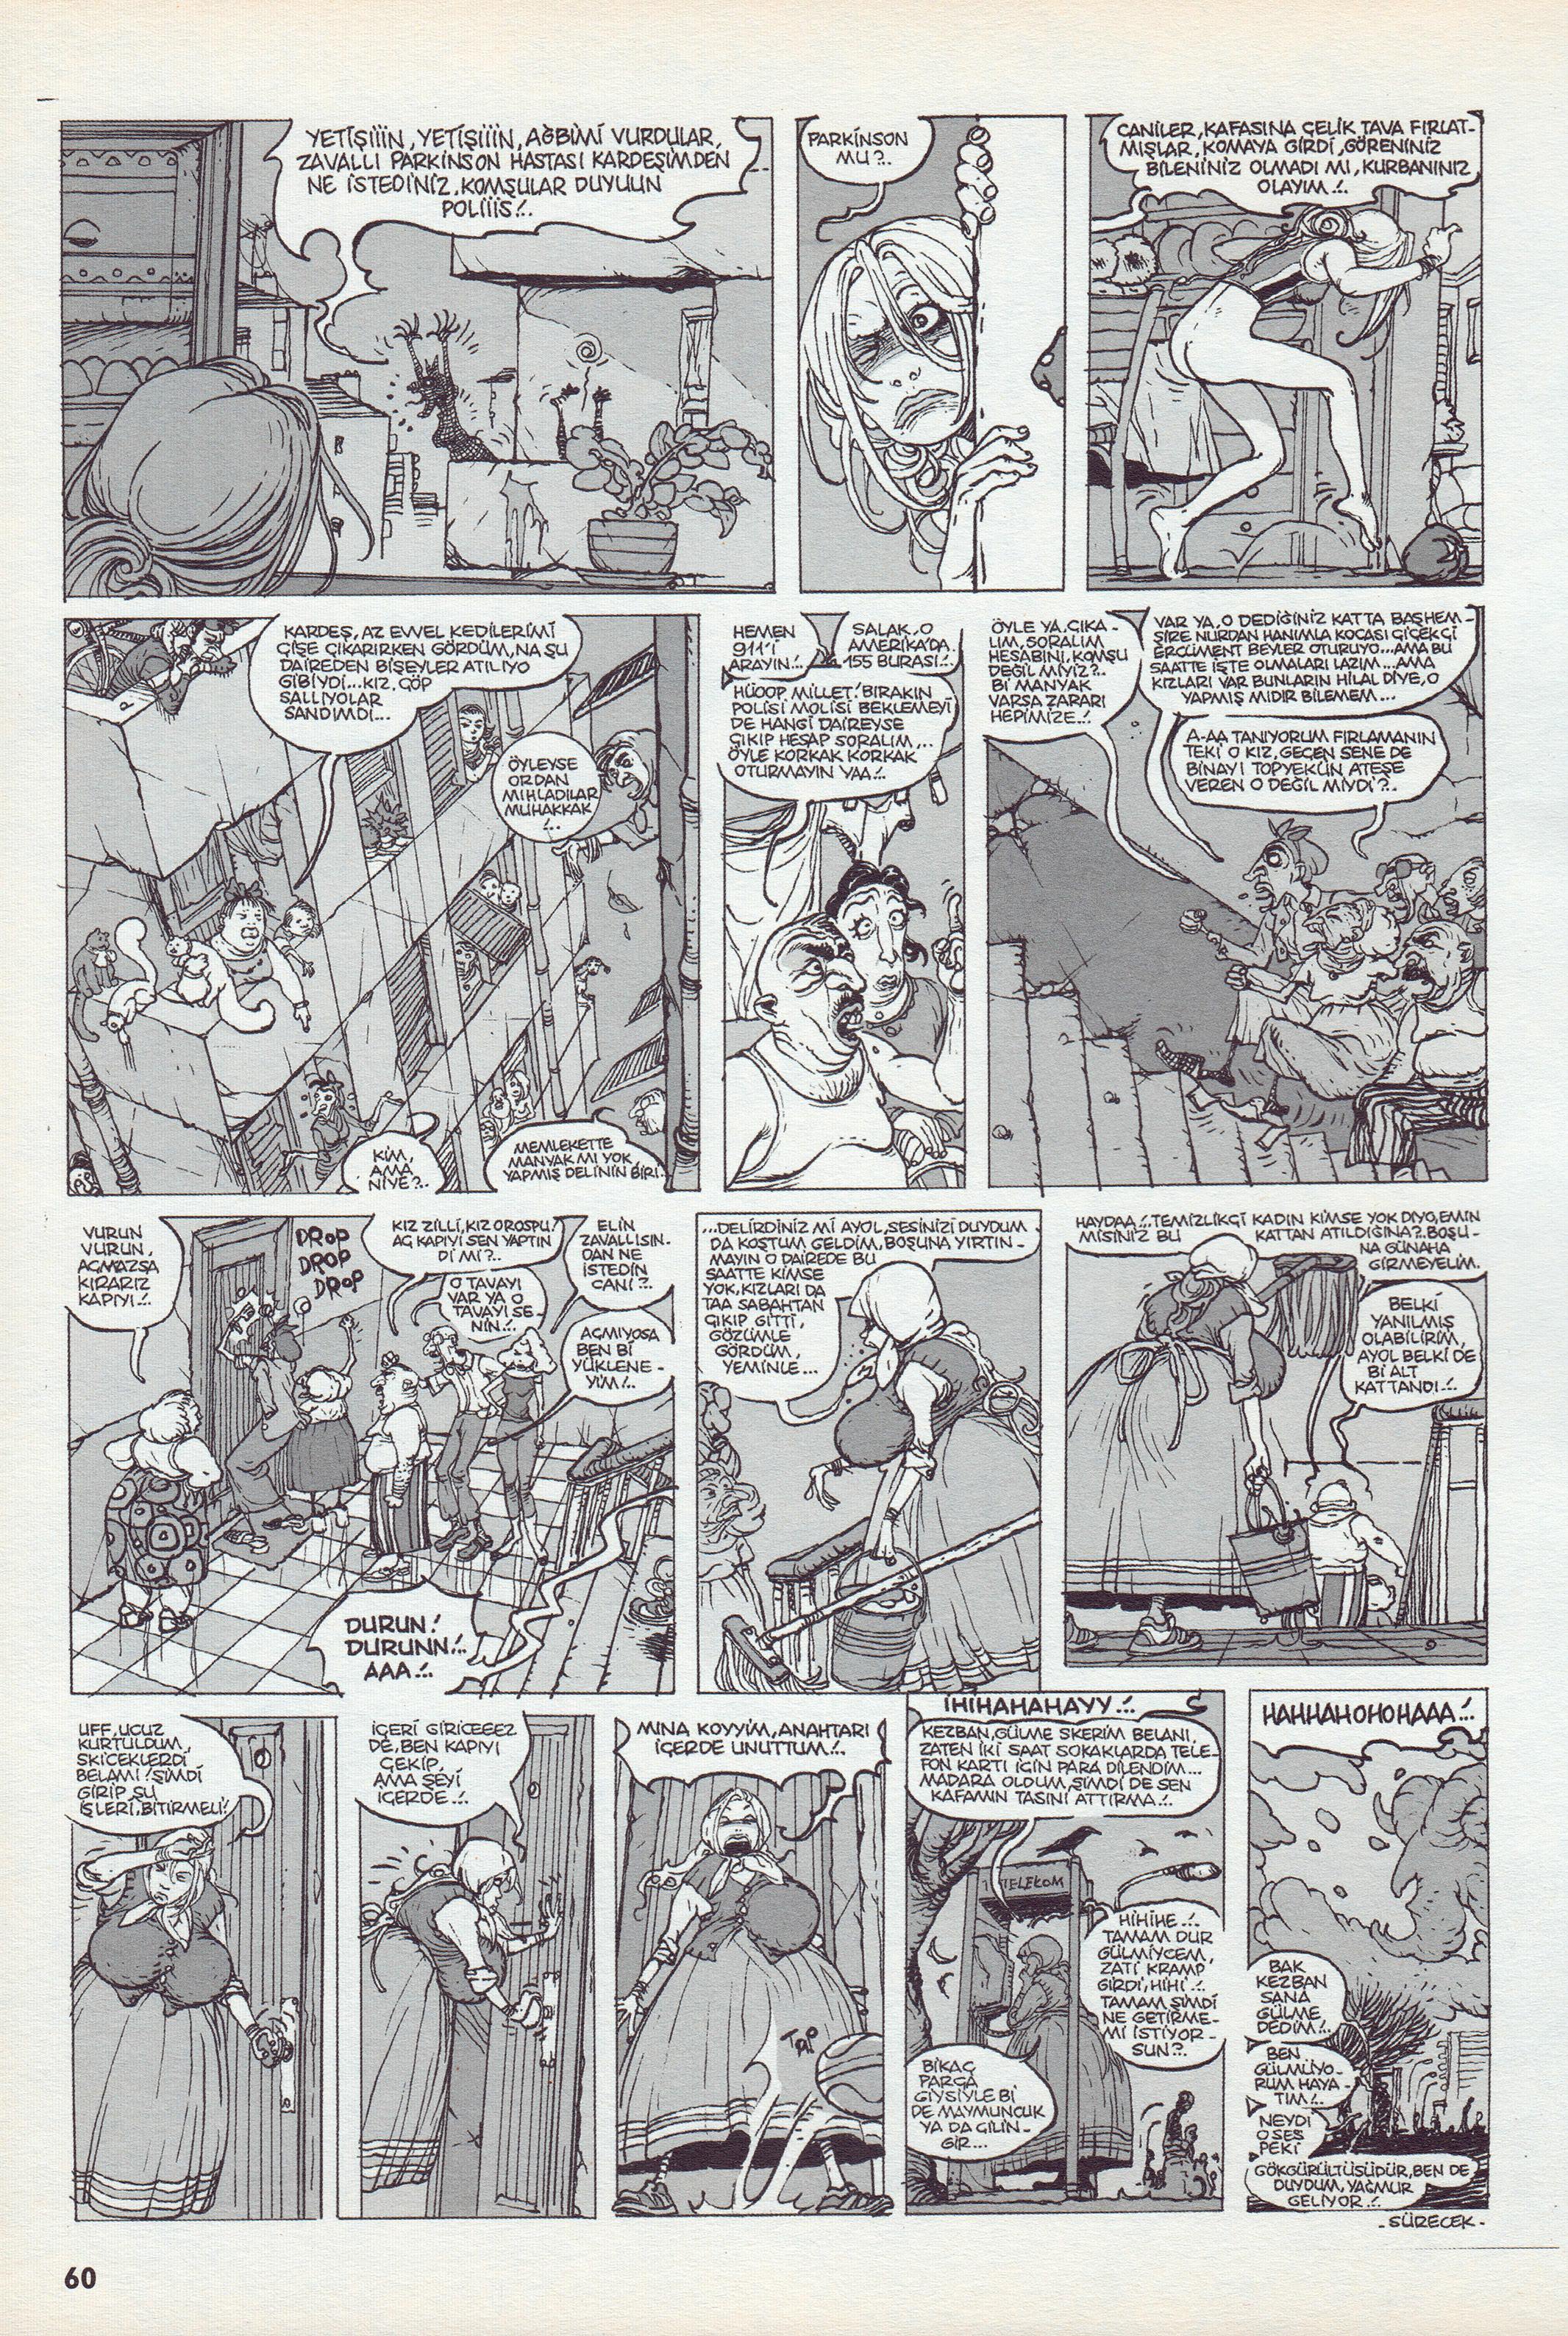 YETİŞİİİN, YETİŞİİİN, AĞBİMİ VURDULAR,
ZAVALLI PARKİNSON HASTASI KARDEŞİMDEN
NE İSTEDİNİZ. KOMŞULAR DUYUUN
POLİİİS!..
PARKİNSON
MU?..
CANİLER, KAFASINA ÇELİK TAVA FIRLAT-
MIŞLAR, KOMAYA GİRDİ, GÖRENİNİZ
BİLENİNİZ OLMADI MI, KURBANINIZ
OLAYIM!..
KARDEŞ, AZ EVVEL KEDİLERİMİ
ÇİŞE ÇIKARIRKEN GÖRDÜM, NA ŞU
DAİREDEN BİŞEYLER ATILIYO
GİBİYDİ... KIZ, ÇÖP
SALLIYOLAR
SANDIMDI...
ÖYLEYSE
ORDAN
MIHLADILAR
MUHAKKAK
!..
KİM,
AMA
NİYE?..
MEMLEKETTE
MANYAK MI YOK,
YAPMIŞ DELİNİN BİRİ..
HEMEN
911'İ
ARAYIN!..
SALAK, O
AMERİKA'DA.
155 BURASI!..
HÜOOP, MİLLET! BIRAKIN
POLİSİ MOLİSİ BEKLEMEYİ
DE HANGİ DAİREYSE
ÇIKIP HESAP SORALIM,..
ÖYLE KORKAK KORKAK
OTURMAYIN YAA!..
ÖYLE YA, ÇIKA-
LIM, SORALIM
HESABINI, KOMŞU
DEĞİL MİYİZ?..
Bİ MANYAK
VARSA ZARARI
HEPİMİZE.!
VAR YA, O DEDİĞİNİZ KATTA BAŞHEM-
ŞİRE NURDAN HANIMLA KOCASI ÇİÇEKÇİ
ERCÜMENT BEYLER OTURUYO... AMA BU
SAATTE İŞTE OLMALARI LAZIM... AMA
KIZLARI VAR BUNLARIN HİLAL DİYE, O
YAPMIŞ MIDIR BİLEMEM...
A-AA TANIYORUM FIRLAMANIN
TEKİ O KIZ, GEÇEN SENE DE
BİNAYI TOPYEKÜN ATEŞE
VEREN O DEĞİL MİYDİ?..
VURUN
VURUN,
AÇMAZSA
KIRARIZ
KAPIYI!..
DROP
DROP
DROP
KIZ ZİLLİ, KIZ OROSPU!
AÇ KAPIYI SEN YAPTIN
DI MI?..
O TAVAYI
VAR YA O
TAVAYI SE-
NİN!..
ELİN
ZAVALLISIN-
DAN NE
İSTEDİN
CANİ?..
AÇMIYOSA
BEN Bİ
YÜKLENE-
YİM!..
DURUN!
DURUNN!..
AAA!..
...DELİRDİNİZ Mİ AYOL, SESİNİZİ DUYDUM
DA KOŞTUM GELDİM, BOŞUNA YIRTIN-
MAYIN O DAİREDE BU
SAATTE KİMSE
YOK, KIZLARI DA
TAA SABAHTAN
ÇIKIP GİTTİ,
GÖZÜMLE
GÖRDÜM,
YEMİNLE...
HAYDAA!.. TEMİZLİKÇİ KADIN KİMSE YOK DİYO, EMİN
MİSİNİZ BU KATTAN ATILDIĞINA?.. BOŞU-
NA GÜNAHA
GİRMEYELİM.
BELKİ
YANILMIŞ
OLABİLİRİM,
AYOL BELKİ DE
Bİ ALT
KATTANDI!..
UFF, UCUZ
KURTULDUM,
SKİCEKLERDİ
BELAMI! ŞİMDİ
GİRİP ŞU
İŞLERİ BİTİRMELİ!
İÇERİ GİRİCEEEZ
DE, BEN KAPIYI
ÇEKİP,
AMA ŞEYİ
İÇERDE!..
MINA KOYYİM, ANAHTARI
İÇERDE UNUTTUM!..
TAP
İHİHAHAHAYY!..
KEZBAN, GÜLME SKERİM BELANI,
ZATEN İKİ SAAT SOKAKLARDA TELE-
FON KARTI İÇİN PARA DİLENDİM...
MADARA OLDUM, ŞİMDİ DE SEN
KAFAMIN TASINI ATTIRMA!..
TELEKOM
HİHİHE!..
TAMAM DUR
GÜLMİYCEM,
ZATİ KRAMP
GİRDİ, HİHİ!..
TAMAM ŞİMDİ
NE GETİRME-
Mİ İSTİYOR-
SUN?..
BİKAÇ
PARÇA
GİYSİYLE Bİ
DE MAYMUNCUK
YA DA ÇİLİN-
GİR...
HAHHAHOHOHAAA!..
BAK
KEZBAN
SANA
GÜLME
DEDİM!..
BEN
GÜLMÜYO-
RUM HAYA-
TIM!..
NEYDİ
O SES
PEKİ
GÖKGÜRÜLTÜSÜDÜR, BEN DE
DUYDUM, YAĞMUR
GELİYOR!..
-SÜRECEK-
60